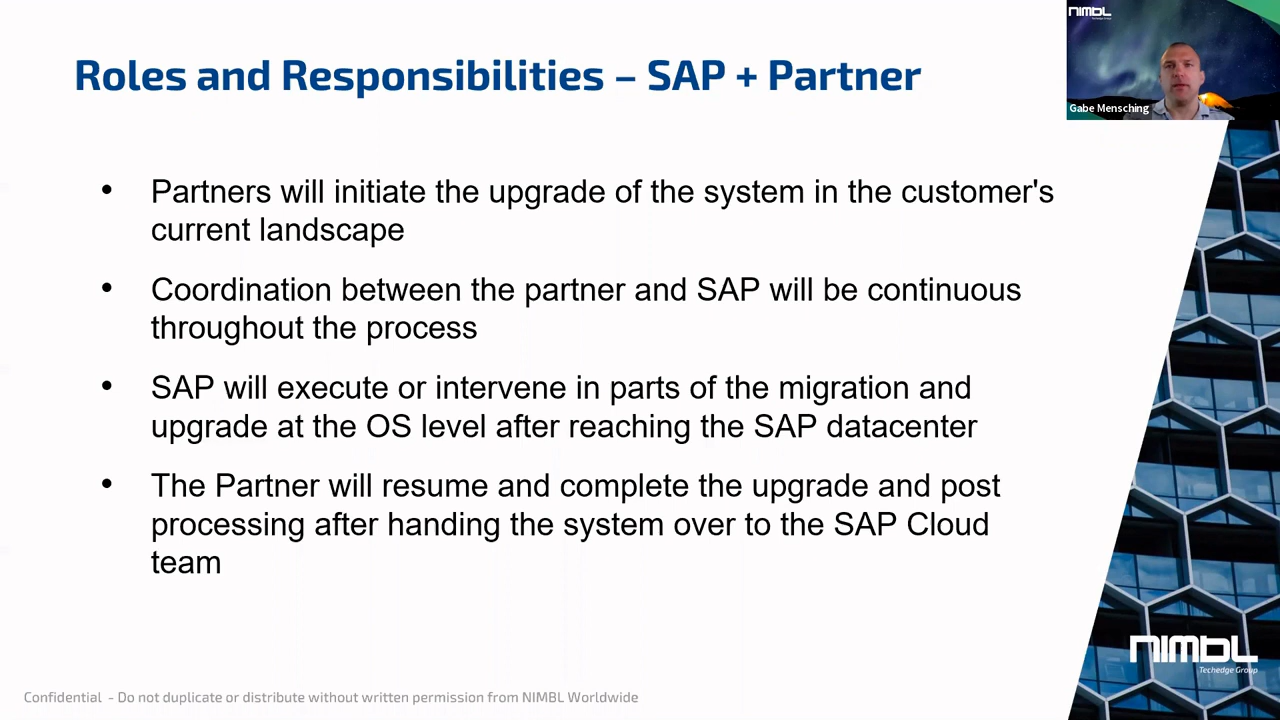 Roles and Responsibilities – SAP + Partner
NIMBL
Techedge Group
Gabe Mensching
• Partners will initiate the upgrade of the system in the customer's
current landscape
• Coordination between the partner and SAP will be continuous
throughout the process
• SAP will execute or intervene in parts of the migration and
upgrade at the OS level after reaching the SAP datacenter
• The Partner will resume and complete the upgrade and post
processing after handing the system over to the SAP Cloud
team
NIMBL
Techedge Group
Confidential - Do not duplicate or distribute without written permission from NIMBL Worldwide